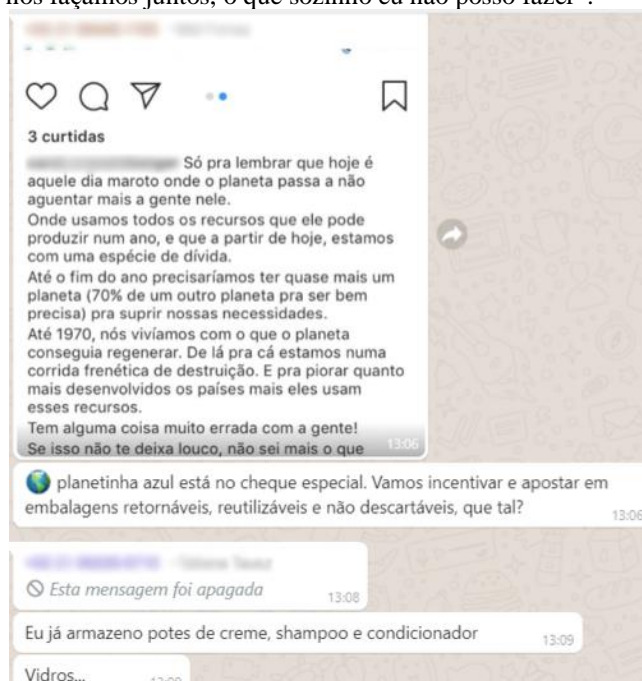 nós façamos juntos, o que sozinho eu não posso fazer".
3 curtidas
Só pra lembrar que hoje é
aquele dia maroto onde o planeta passa a não
aguentar mais a gente nele.
Onde usamos todos os recursos que ele pode
produzir num ano, e que a partir de hoje, estamos
com uma espécie de dívida.
Até o fim do ano precisaríamos ter quase mais um
planeta (70% de um outro planeta pra ser bem
precisa) pra suprir nossas necessidades.
Até 1970, nós vivíamos com o que o planeta
conseguia regenerar. De lá pra cá estamos numa
corrida frenética de destruição. E pra piorar quanto
mais desenvolvidos os países mais eles usam
esses recursos.
Tem alguma coisa muito errada com a gente!
Se isso não te deixa louco, não sei mais o que
13:06
planetinha azul está no cheque especial. Vamos incentivar e apostar em
embalagens retornáveis, reutilizáveis e não descartáveis, que tal?
13:06
Esta mensagem foi apagada
13:08
Eu já armazeno potes de creme, shampoo e condicionador
13:09
Vidros...